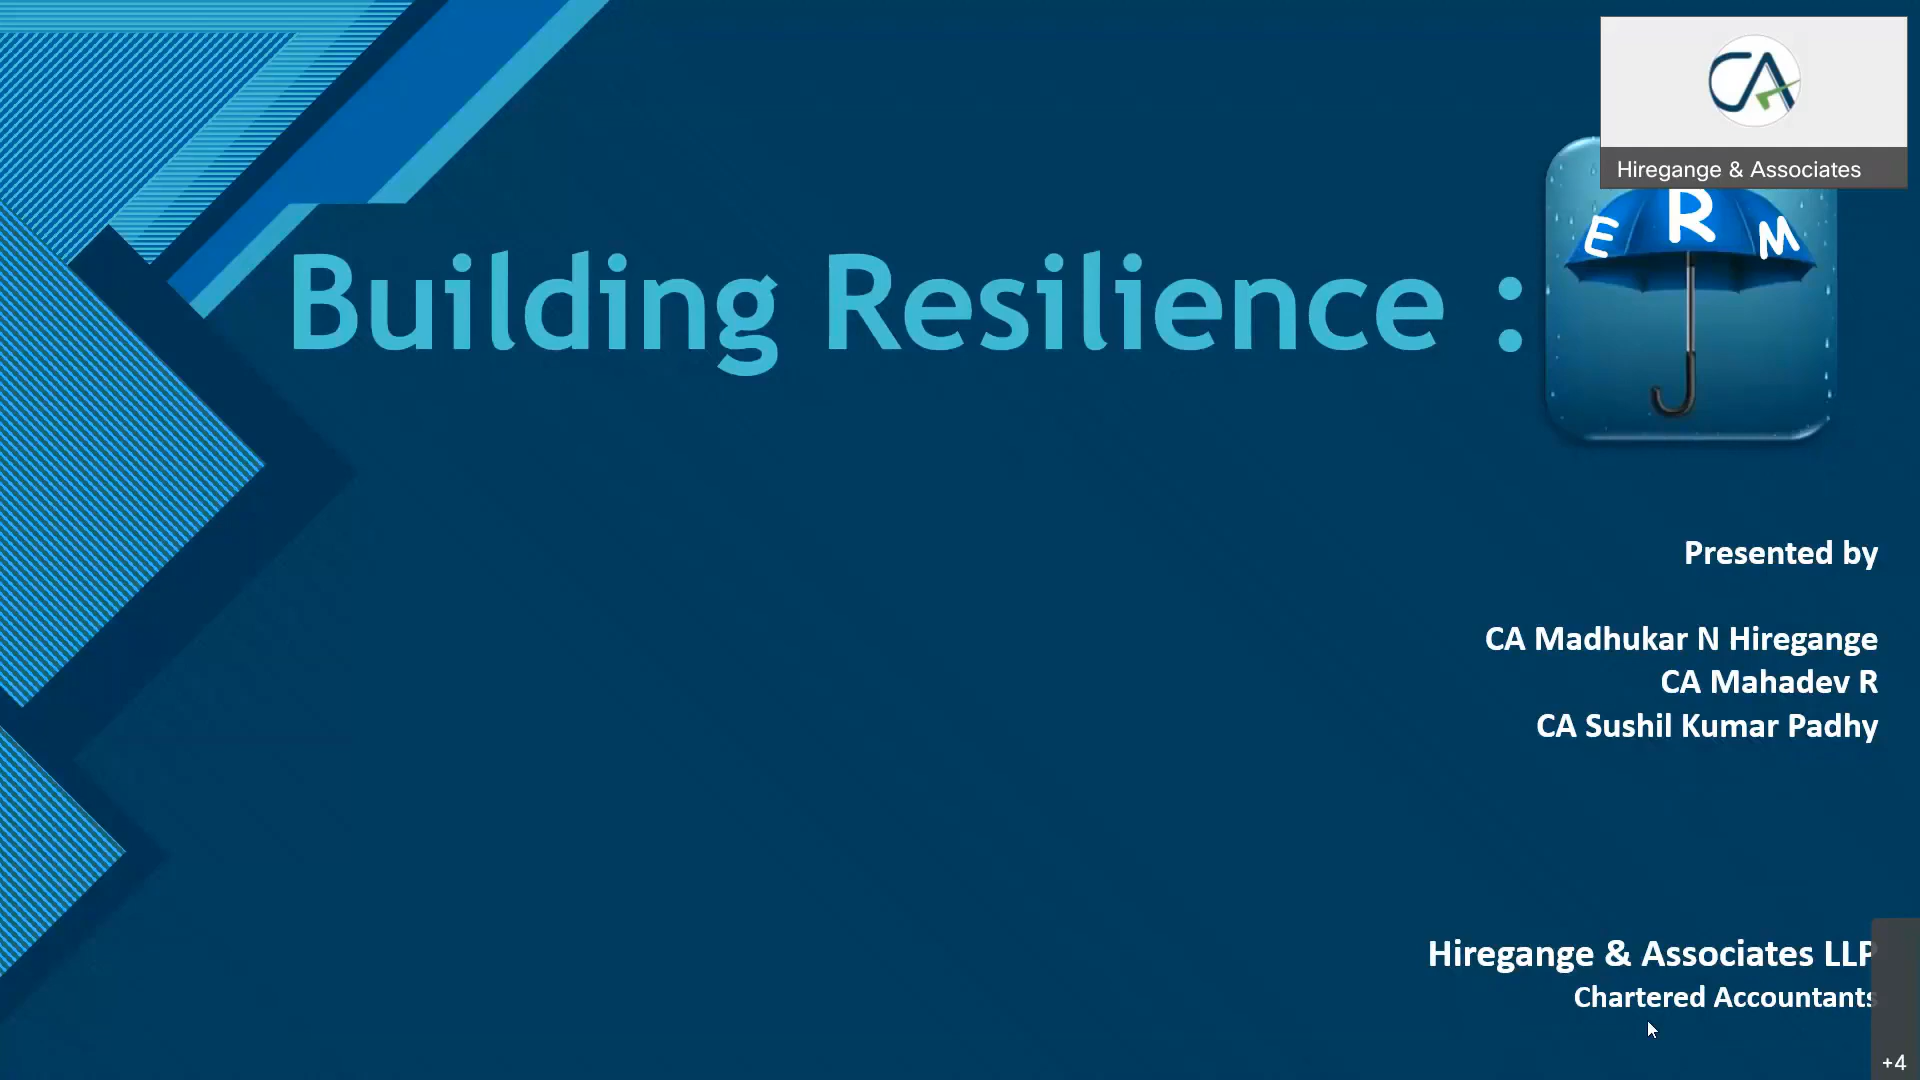 CA
Hiregange & Associates
E R M
Building Resilience :
Presented by
CA Madhukar N Hiregange
CA Mahadev R
CA Sushil Kumar Padhy
Hiregange & Associates LLP
Chartered Accountants
+4